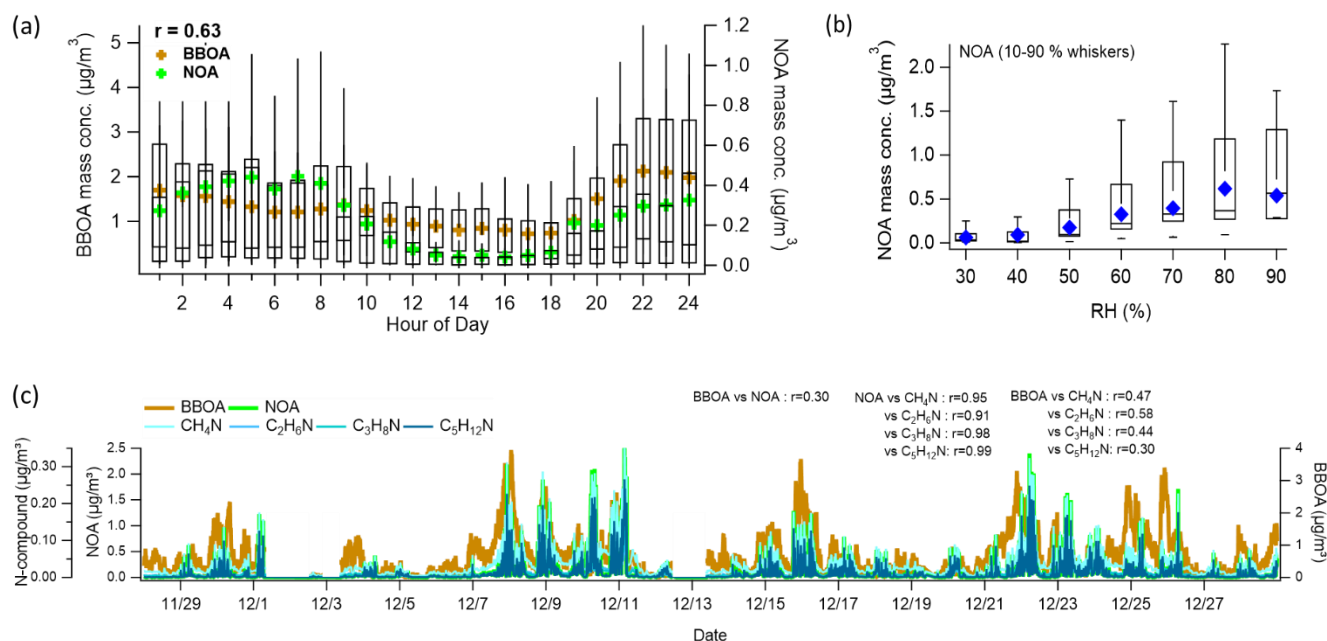 (a)
r = 0.63
BBOA
NOA
BBOA mass conc. (µg/m³)
5
4
3
2
1
NOA mass conc. (µg/m³)
1.2
1.0
0.8
0.6
0.4
0.2
0.0
2 4 6 8 10 12 14 16 18 20 22 24
Hour of Day
(b)
NOA (10-90 % whiskers)
NOA mass conc. (µg/m³)
2.0
1.5
1.0
0.5
0.0
30 40 50 60 70 80 90
RH (%)
(c)
BBOA NOA
CH₄N C₂H₆N C₃H₈N C₅H₁₂N
BBOA vs NOA : r=0.30
NOA vs CH₄N : r=0.95
vs C₂H₆N : r=0.91
vs C₃H₈N : r=0.98
vs C₅H₁₂N: r=0.99
BBOA vs CH₄N : r=0.47
vs C₂H₆N : r=0.58
vs C₃H₈N : r=0.44
vs C₅H₁₂N: r=0.30
N-compound (µg/m³)
0.30
0.20
0.10
0.00
NOA (µg/m³)
2.5
2.0
1.5
1.0
0.5
0.0
BBOA (µg/m³)
4
3
2
1
0
11/29 12/1 12/3 12/5 12/7 12/9 12/11 12/13 12/15 12/17 12/19 12/21 12/23 12/25 12/27
Date